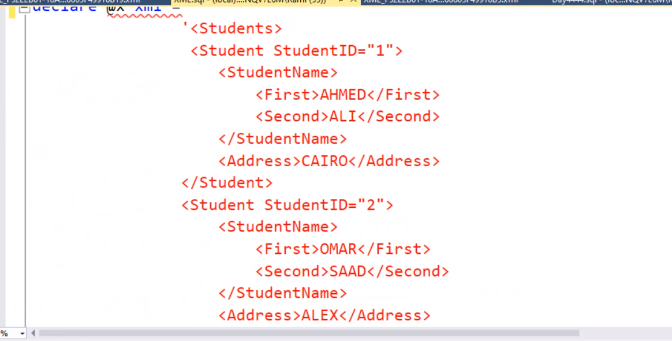 declare @x xml =
'<Students>
<Student StudentID="1">
<StudentName>
<First>AHMED</First>
<Second>ALI</Second>
</StudentName>
<Address>CAIRO</Address>
</Student>
<Student StudentID="2">
<StudentName>
<First>OMAR</First>
<Second>SAAD</Second>
</StudentName>
<Address>ALEX</Address>
%